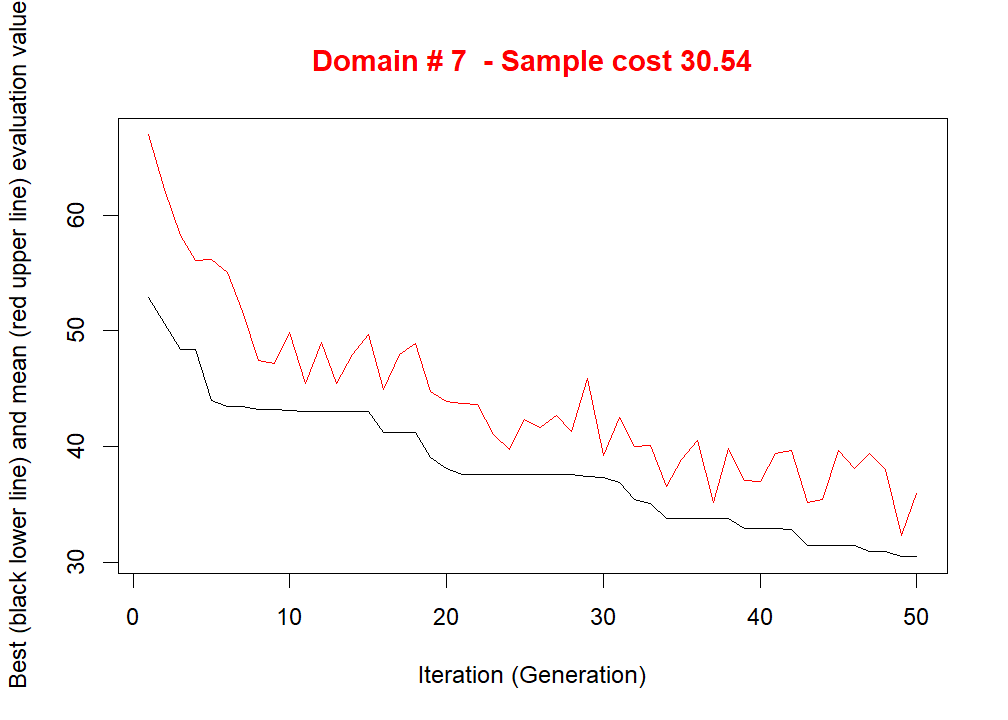 Domain # 7  - Sample cost 30.54
Best (black lower line) and mean (red upper line) evaluation value
60
50
40
30
0 10 20 30 40 50
Iteration (Generation)